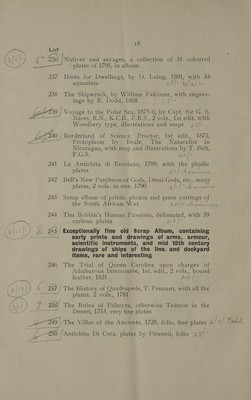 18
Lot
236 Natives and savages, a collection of 31 coloured
plates of 1795, in album
237 Hints for Dwellings, by D. Laing, 1801, with 34
aquatints
238 The Shipwreck, by William Falconer, with engrav-
ings by R. Dodd, 1808
239 Voyage to the Polar Sea, 1875-6, by Capt. Sir G. S.
Nares, R.N., K.C.B., F.R.S., 2 vols., 1st edit. with
Woodbery type, illustrations and maps
240 Borderland of Science, Proctor, 1st edit., 1873,
Protoplasm by Beale, The Naturalist in
Nicaragua, with map and illustrations by T. Belt,
F.G.S.
241 Le Antichita di Ercolano, 1789, with the phyllic
plates
242 Bell's New Pantheon of Gods, Demi-Gods, etc., many
plates, 2 vols. in one, 1790
243 Scrap album of prints, photos and press cuttings of
the South African War
244 Tim Bobbin's Human Passions, delineated, with 39
curious plates
245 Exceptionally fine old Scrap Album, containing
early prints and drawings of arms, armour,
scientific instruments, and mid 18th century
drawings of ships of the line and dockyard
items, rare and interesting
246 The Trial of Queen Caroline upon charges of
Adulturous Intercourse, 1st. edit., 2 vols., bound
leather, 1821
247 The History of Quadrupels, T. Pennant, with all the
plates, 2 vols., 1781
248 The Ruins of Palmyra, otherwise Tedmor in the
Desert, 1753, very fine plates
249 The Villas of the Ancients, 1728, folio, fine plates
250 Antichita Di Cora, plates by Piranesi, folio